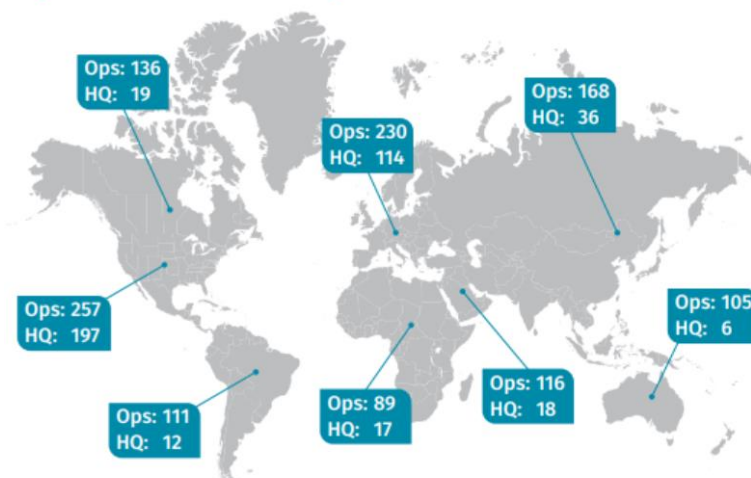 Ops: 136
HQ: 19
Ops: 168
HQ: 36
Ops: 230
HQ: 114
Ops: 257
HQ: 197
Ops: 105
HQ: 6
Ops: 116
HQ: 18
Ops: 89
HQ: 17
Ops: 111
HQ: 12